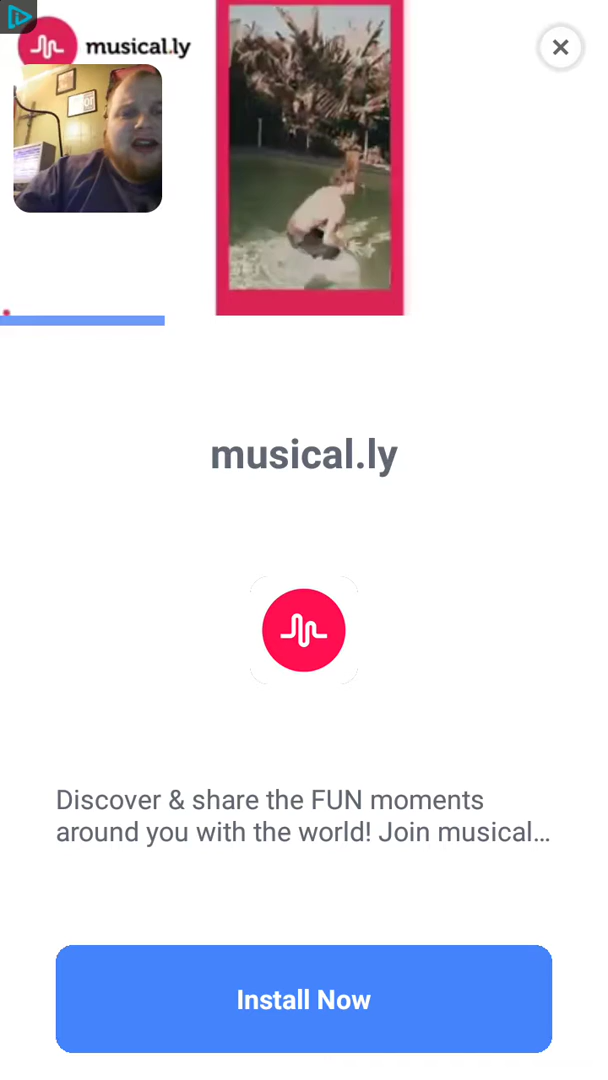 musical.ly
musical.ly
Discover & share the FUN moments
around you with the world! Join musical...
Install Now